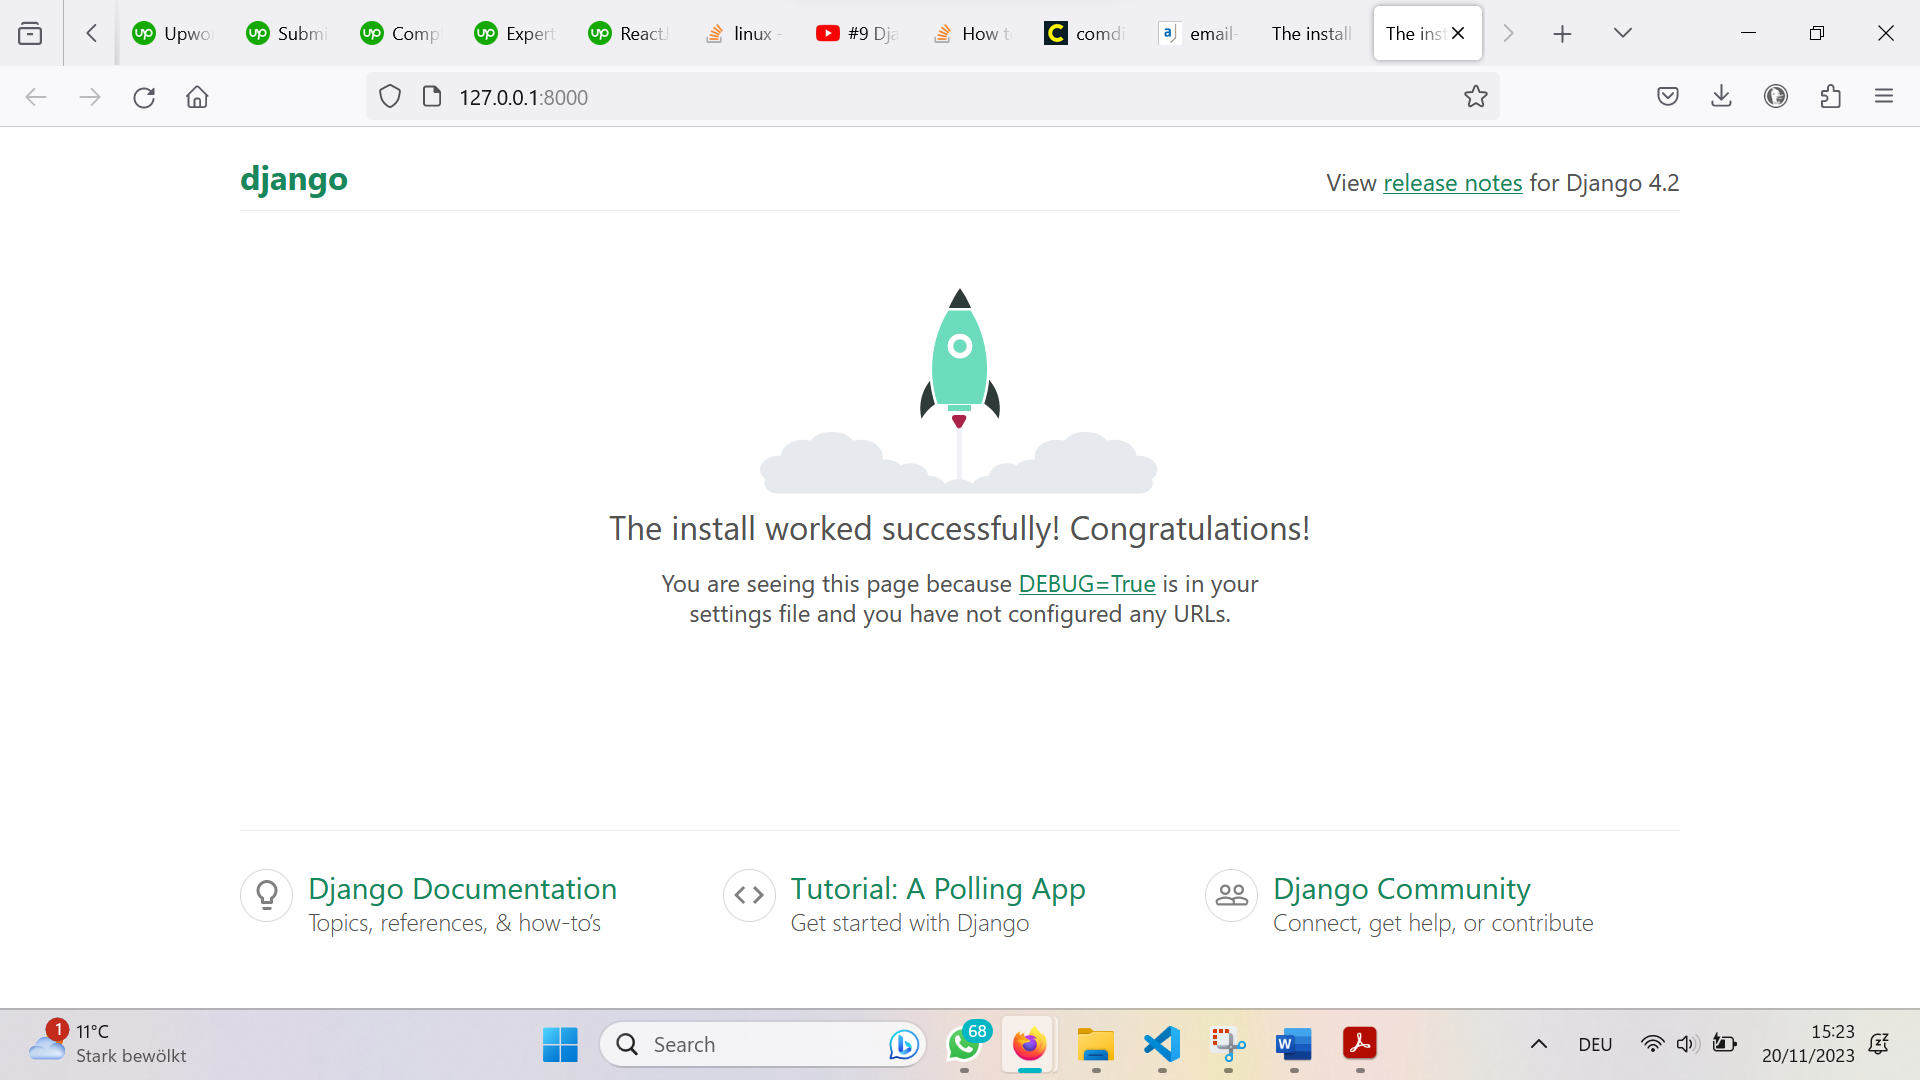 Upwo
Submi
Compl
Expert
ReactJ
linux -
#9 Dja
How to
comdi
email-
The install
The inst
127.0.0.1:8000
django
View release notes for Django 4.2
The install worked successfully! Congratulations!
You are seeing this page because DEBUG=True is in your
settings file and you have not configured any URLs.
Django Documentation
Topics, references, & how-to’s
Tutorial: A Polling App
Get started with Django
Django Community
Connect, get help, or contribute
1
11°C
Stark bewölkt
Search
68
DEU
15:23
20/11/2023